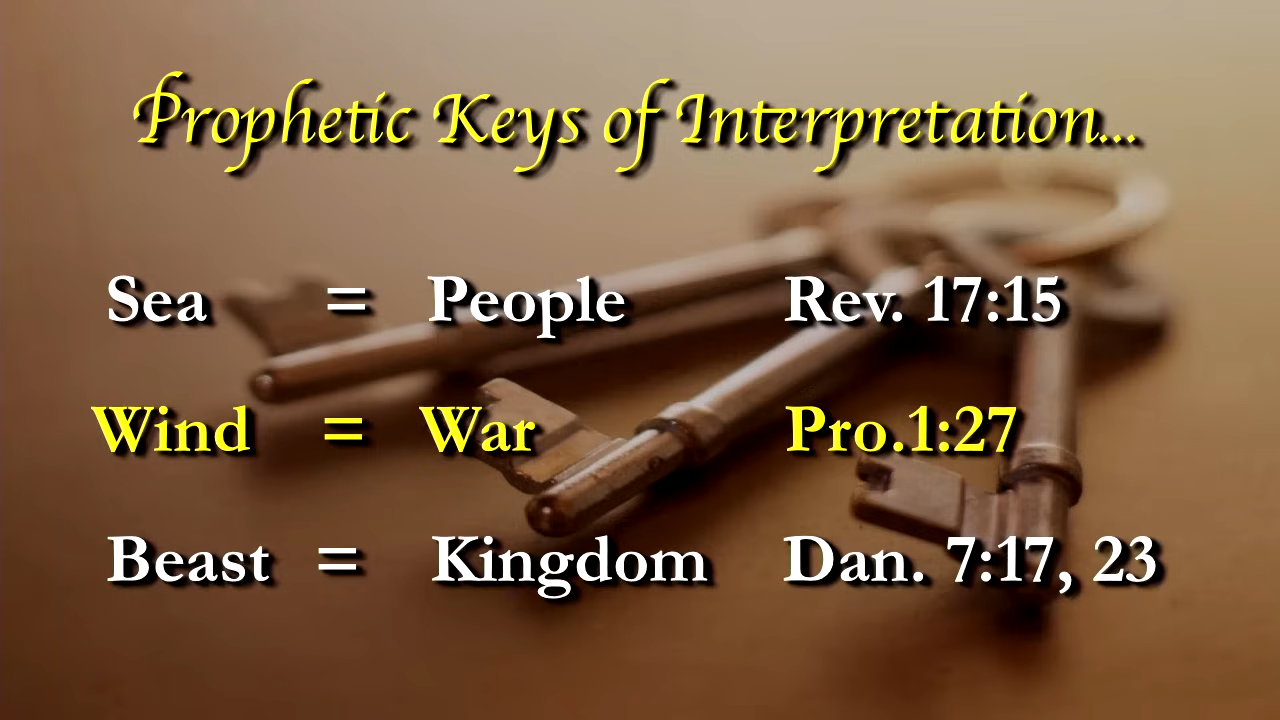 Prophetic Keys of Interpretation...
Sea = People Rev. 17:15
Wind = War Pro.1:27
Beast = Kingdom Dan. 7:17, 23